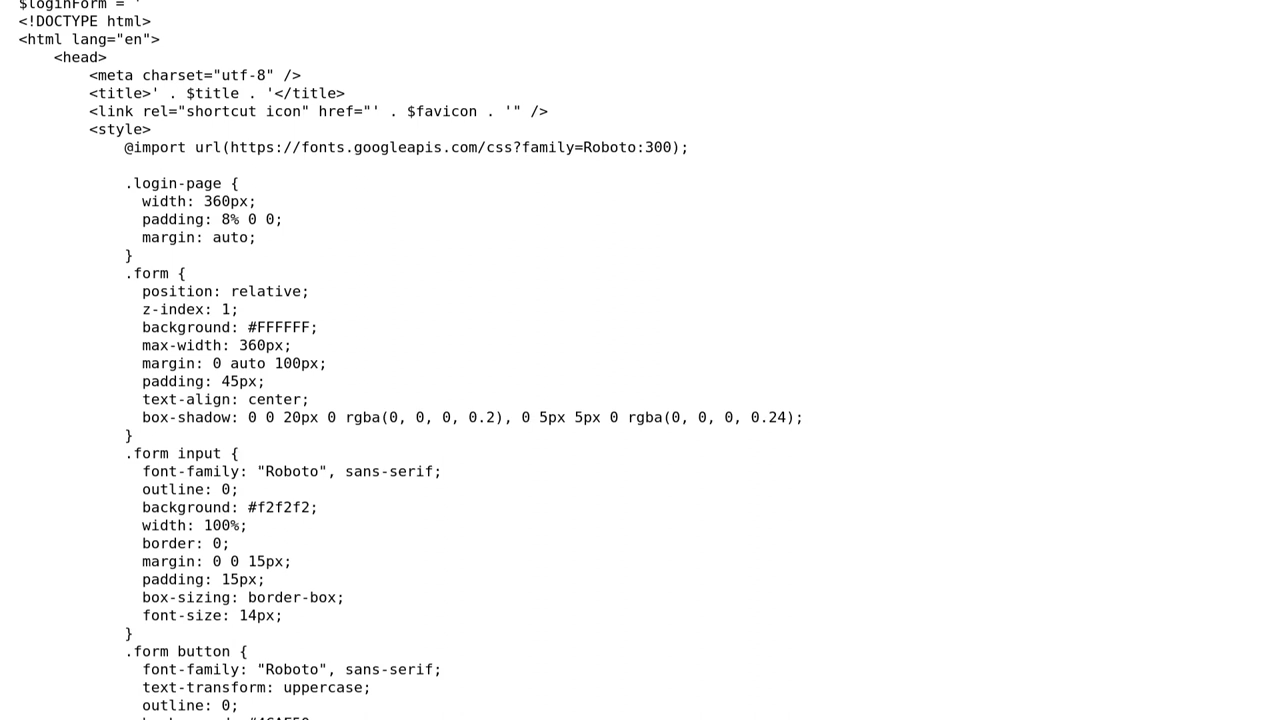 $loginForm = '
<!DOCTYPE html>
<html lang="en">
    <head>
        <meta charset="utf-8" />
        <title>' . $title . '</title>
        <link rel="shortcut icon" href="' . $favicon . '" />
        <style>
            @import url(https://fonts.googleapis.com/css?family=Roboto:300);

            .login-page {
              width: 360px;
              padding: 8% 0 0;
              margin: auto;
            }
            .form {
              position: relative;
              z-index: 1;
              background: #FFFFFF;
              max-width: 360px;
              margin: 0 auto 100px;
              padding: 45px;
              text-align: center;
              box-shadow: 0 0 20px 0 rgba(0, 0, 0, 0.2), 0 5px 5px 0 rgba(0, 0, 0, 0.24);
            }
            .form input {
              font-family: "Roboto", sans-serif;
              outline: 0;
              background: #f2f2f2;
              width: 100%;
              border: 0;
              margin: 0 0 15px;
              padding: 15px;
              box-sizing: border-box;
              font-size: 14px;
            }
            .form button {
              font-family: "Roboto", sans-serif;
              text-transform: uppercase;
              outline: 0;